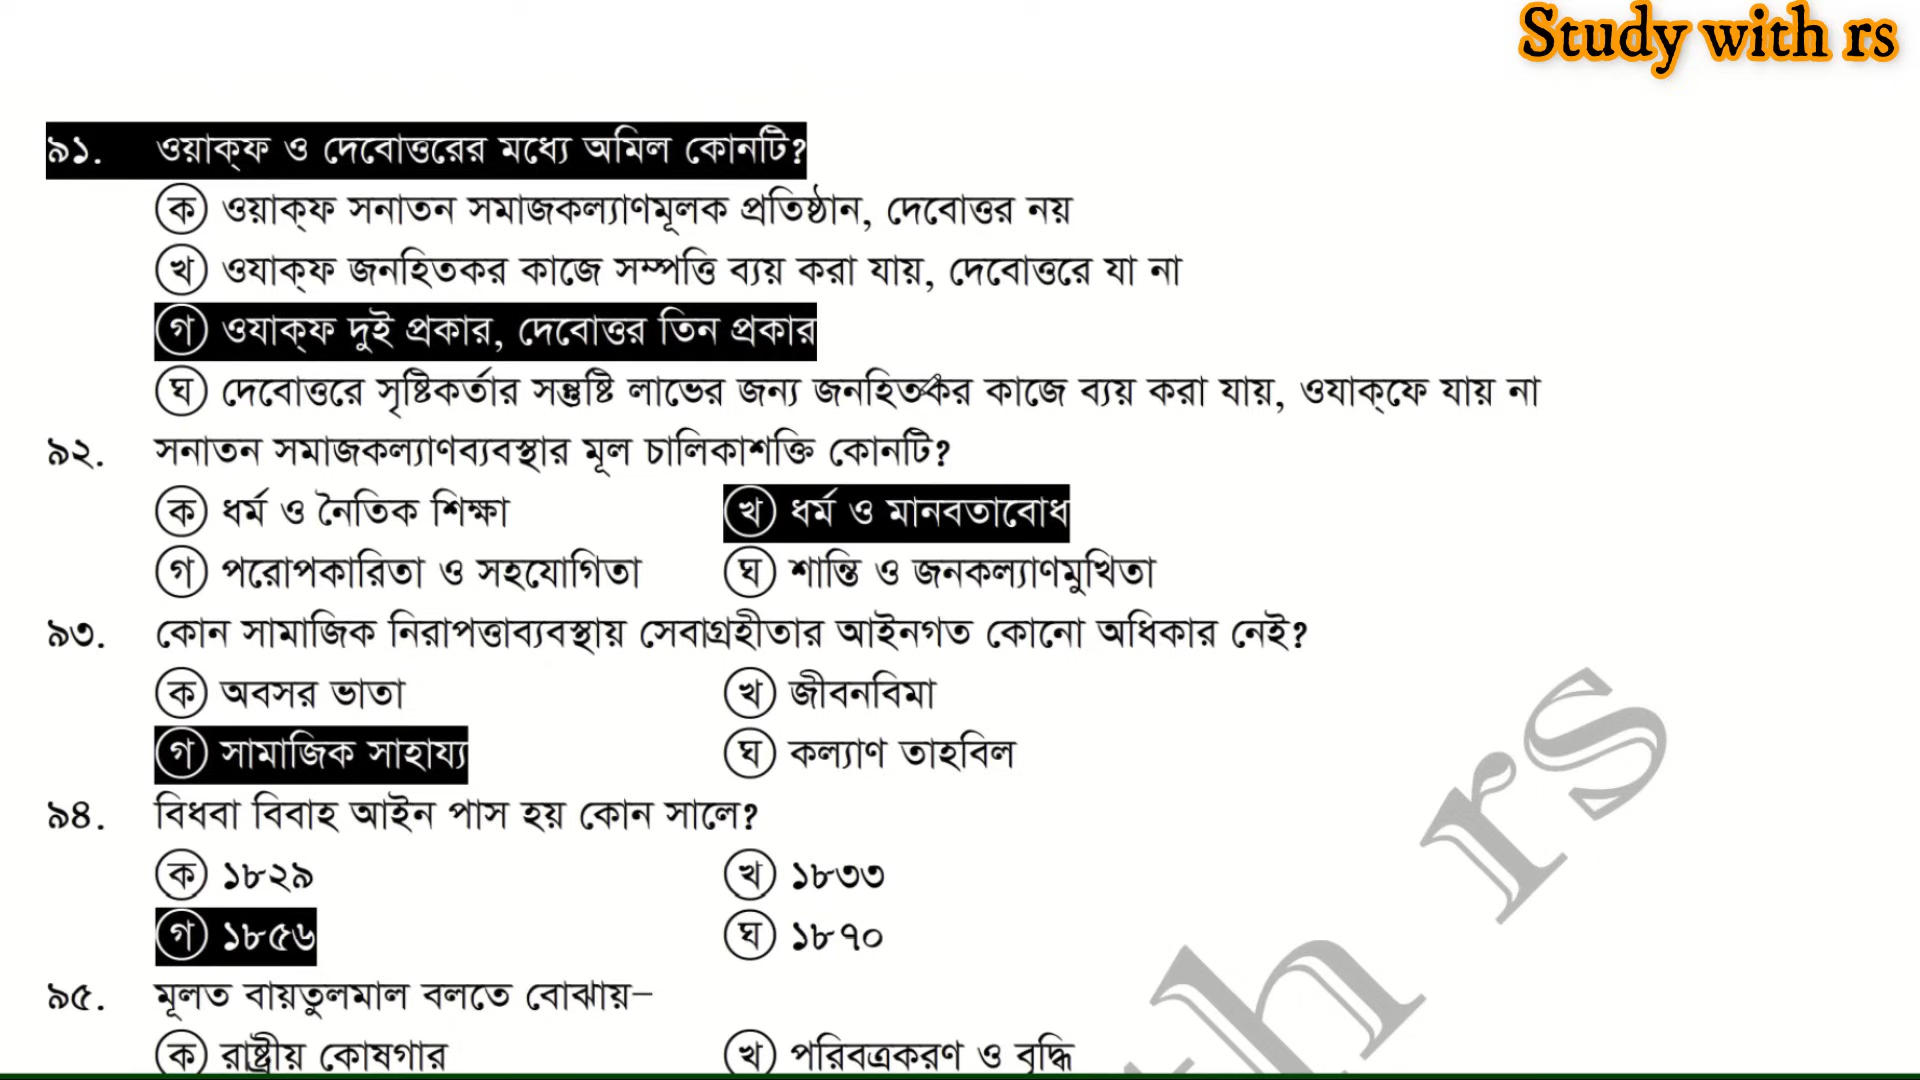 Study with rs
৯১. ওয়াক্‌ফ ও দেবোত্তরের মধ্যে অমিল কোনটি?
ক ওয়াক্‌ফ সনাতন সমাজকল্যাণমূলক প্রতিষ্ঠান, দেবোত্তর নয়
খ ওযাক্‌ফ জনহিতকর কাজে সম্পত্তি ব্যয় করা যায়, দেবোত্তরে যা না
গ ওযাক্‌ফ দুই প্রকার, দেবোত্তর তিন প্রকার
ঘ দেবোত্তরে সৃষ্টিকর্তার সন্তুষ্টি লাভের জন্য জনহিতকর কাজে ব্যয় করা যায়, ওযাক্‌ফে যায় না
৯২. সনাতন সমাজকল্যাণব্যবস্থার মূল চালিকাশক্তি কোনটি?
ক ধর্ম ও নৈতিক শিক্ষা খ ধর্ম ও মানবতাবোধ
গ পরোপকারিতা ও সহযোগিতা ঘ শান্তি ও জনকল্যাণমুখিতা
৯৩. কোন সামাজিক নিরাপত্তাব্যবস্থায় সেবাগ্রহীতার আইনগত কোনো অধিকার নেই?
ক অবসর ভাতা খ জীবনবিমা
গ সামাজিক সাহায্য ঘ কল্যাণ তাহবিল
৯৪. বিধবা বিবাহ আইন পাস হয় কোন সালে?
ক ১৮২৯ খ ১৮৩৩
গ ১৮৫৬ ঘ ১৮৭০
৯৫. মূলত বায়তুলমাল বলতে বোঝায়–
ক রাষ্ট্রীয় কোষগার খ পরিবত্রকরণ ও বৃদ্ধি
th rs